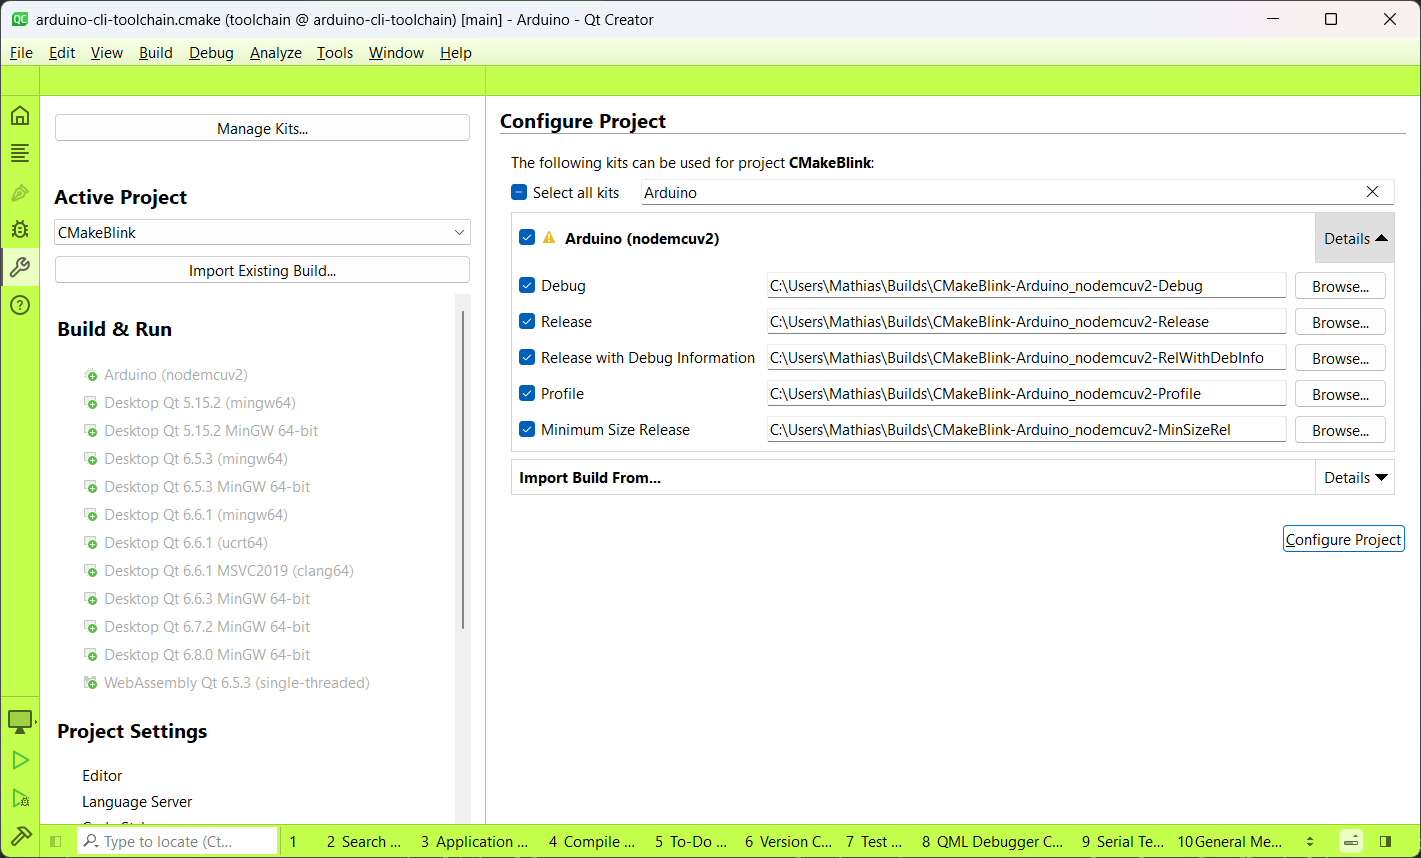 arduino-cli-toolchain.cmake (toolchain @ arduino-cli-toolchain) [main] - Arduino - Qt Creator
File Edit View Build Debug Analyze Tools Window Help
Manage Kits...
Active Project
CMakeBlink
Import Existing Build...
Build & Run
Arduino (nodemcuv2)
Desktop Qt 5.15.2 (mingw64)
Desktop Qt 5.15.2 MinGW 64-bit
Desktop Qt 6.5.3 (mingw64)
Desktop Qt 6.5.3 MinGW 64-bit
Desktop Qt 6.6.1 (mingw64)
Desktop Qt 6.6.1 (ucrt64)
Desktop Qt 6.6.1 MSVC2019 (clang64)
Desktop Qt 6.6.3 MinGW 64-bit
Desktop Qt 6.7.2 MinGW 64-bit
Desktop Qt 6.8.0 MinGW 64-bit
WebAssembly Qt 6.5.3 (single-threaded)
Project Settings
Editor
Language Server
Configure Project
The following kits can be used for project CMakeBlink:
Select all kits Arduino
Arduino (nodemcuv2) Details
Debug C:\Users\Mathias\Builds\CMakeBlink-Arduino_nodemcuv2-Debug Browse...
Release C:\Users\Mathias\Builds\CMakeBlink-Arduino_nodemcuv2-Release Browse...
Release with Debug Information C:\Users\Mathias\Builds\CMakeBlink-Arduino_nodemcuv2-RelWithDebInfo Browse...
Profile C:\Users\Mathias\Builds\CMakeBlink-Arduino_nodemcuv2-Profile Browse...
Minimum Size Release C:\Users\Mathias\Builds\CMakeBlink-Arduino_nodemcuv2-MinSizeRel Browse...
Import Build From... Details
Configure Project
Type to locate (Ct... 1 2 Search ... 3 Application ... 4 Compile ... 5 To-Do ... 6 Version C... 7 Test ... 8 QML Debugger C... 9 Serial Te... 10 General Me...